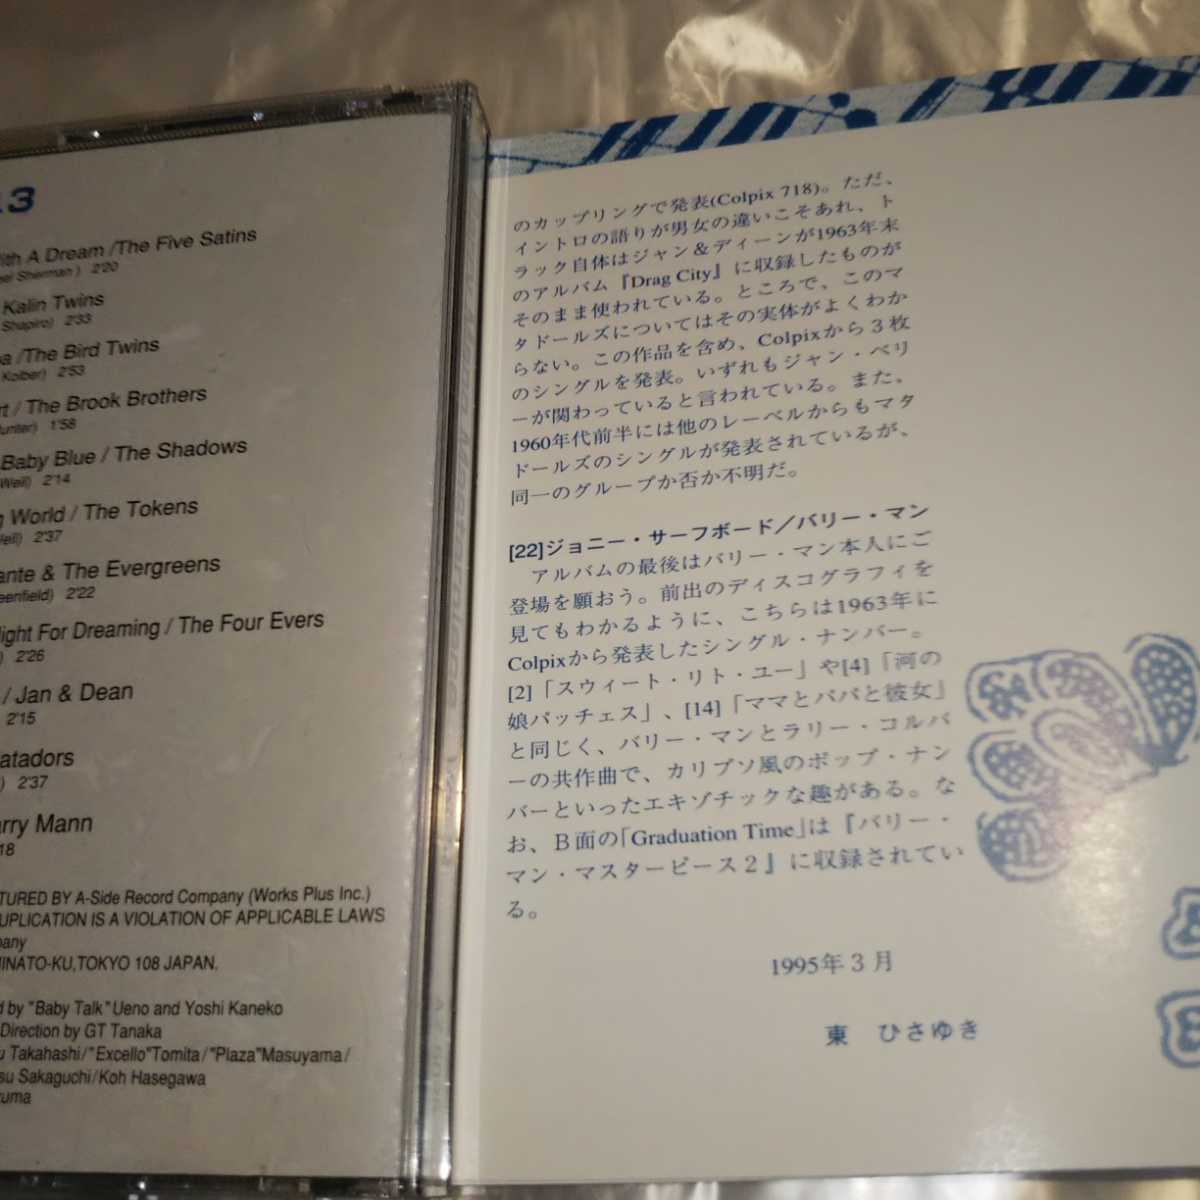 3
ith A Dream / The Five Satins
el Sherman ) 2'20
Kalin Twins
Shapiro) 2'33
a /The Bird Twins
Kolber) 2'53
rt / The Brook Brothers
unter) 1'58
Baby Blue / The Shadows
Weil) 2'14
g World / The Tokens
eil) 2'37
ante & The Evergreens
eenfield) 2'22
light For Dreaming / The Four Evers
) 2'26
/ Jan & Dean
2'15
atadors
) 2'37
arry Mann
18
TURED BY A-Side Record Company (Works Plus Inc.)
UPLICATION IS A VIOLATION OF APPLICABLE LAWS
pany
MINATO-KU,TOKYO 108 JAPAN.
d by "Baby Talk" Ueno and Yoshi Kaneko
Direction by GT Tanaka
u Takahashi/"Excello"Tomita/"Plaza"Masuyama/
su Sakaguchi/Koh Hasegawa
uma
のカップリングで発表(Colpix 718)。ただ、
イントロの語りが男女の違いこそあれ、ト
ラック自体はジャン＆ディーンが1963年末
のアルバム『Drag City』に収録したものが
そのまま使われている。ところで、このマ
タドールズについてはその実体がよくわか
らない。この作品を含め、Colpixから３枚
のシングルを発表。いずれもジャン・ベリ
ーが関わっていると言われている。また、
1960年代前半には他のレーベルからもマタ
ドールズのシングルが発表されているが、
同一のグループか否か不明だ。
[22]ジョニー・サーフボード／バリー・マン
アルバムの最後はバリー・マン本人にご
登場を願おう。前出のディスコグラフィを
見てもわかるように、こちらは1963年に
Colpixから発表したシングル・ナンバー。
[2]「スウィート・リト・ユー」や[4]「河の
娘パッチェス」、[14]「ママとパパと彼女」
と同じく、バリー・マンとラリー・コルバ
ーの共作曲で、カリプソ風のポップ・ナン
バーといったエキゾチックな趣がある。な
お、Ｂ面の「Graduation Time」は『バリー・
マン・マスターピース２』に収録されてい
る。
1995年３月
東 ひさゆき